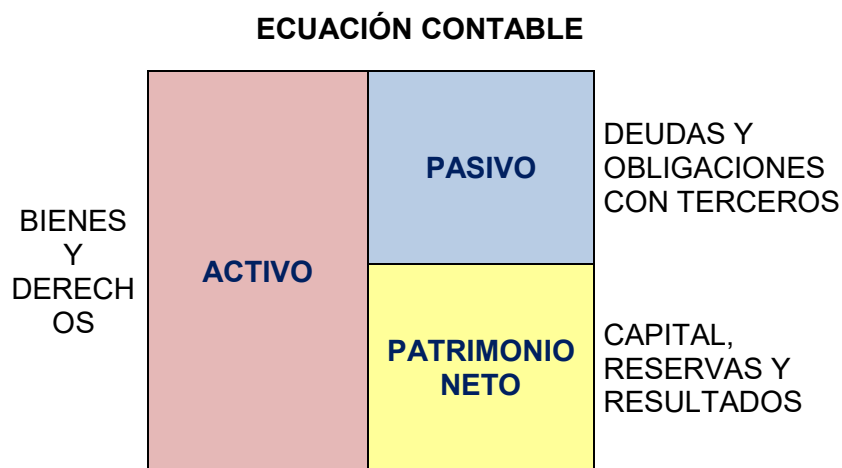 ECUACIÓN CONTABLE
BIENES
Y
DERECH
OS
ACTIVO
PASIVO
DEUDAS Y
OBLIGACIONES
CON TERCEROS
PATRIMONIO
NETO
CAPITAL,
RESERVAS Y
RESULTADOS